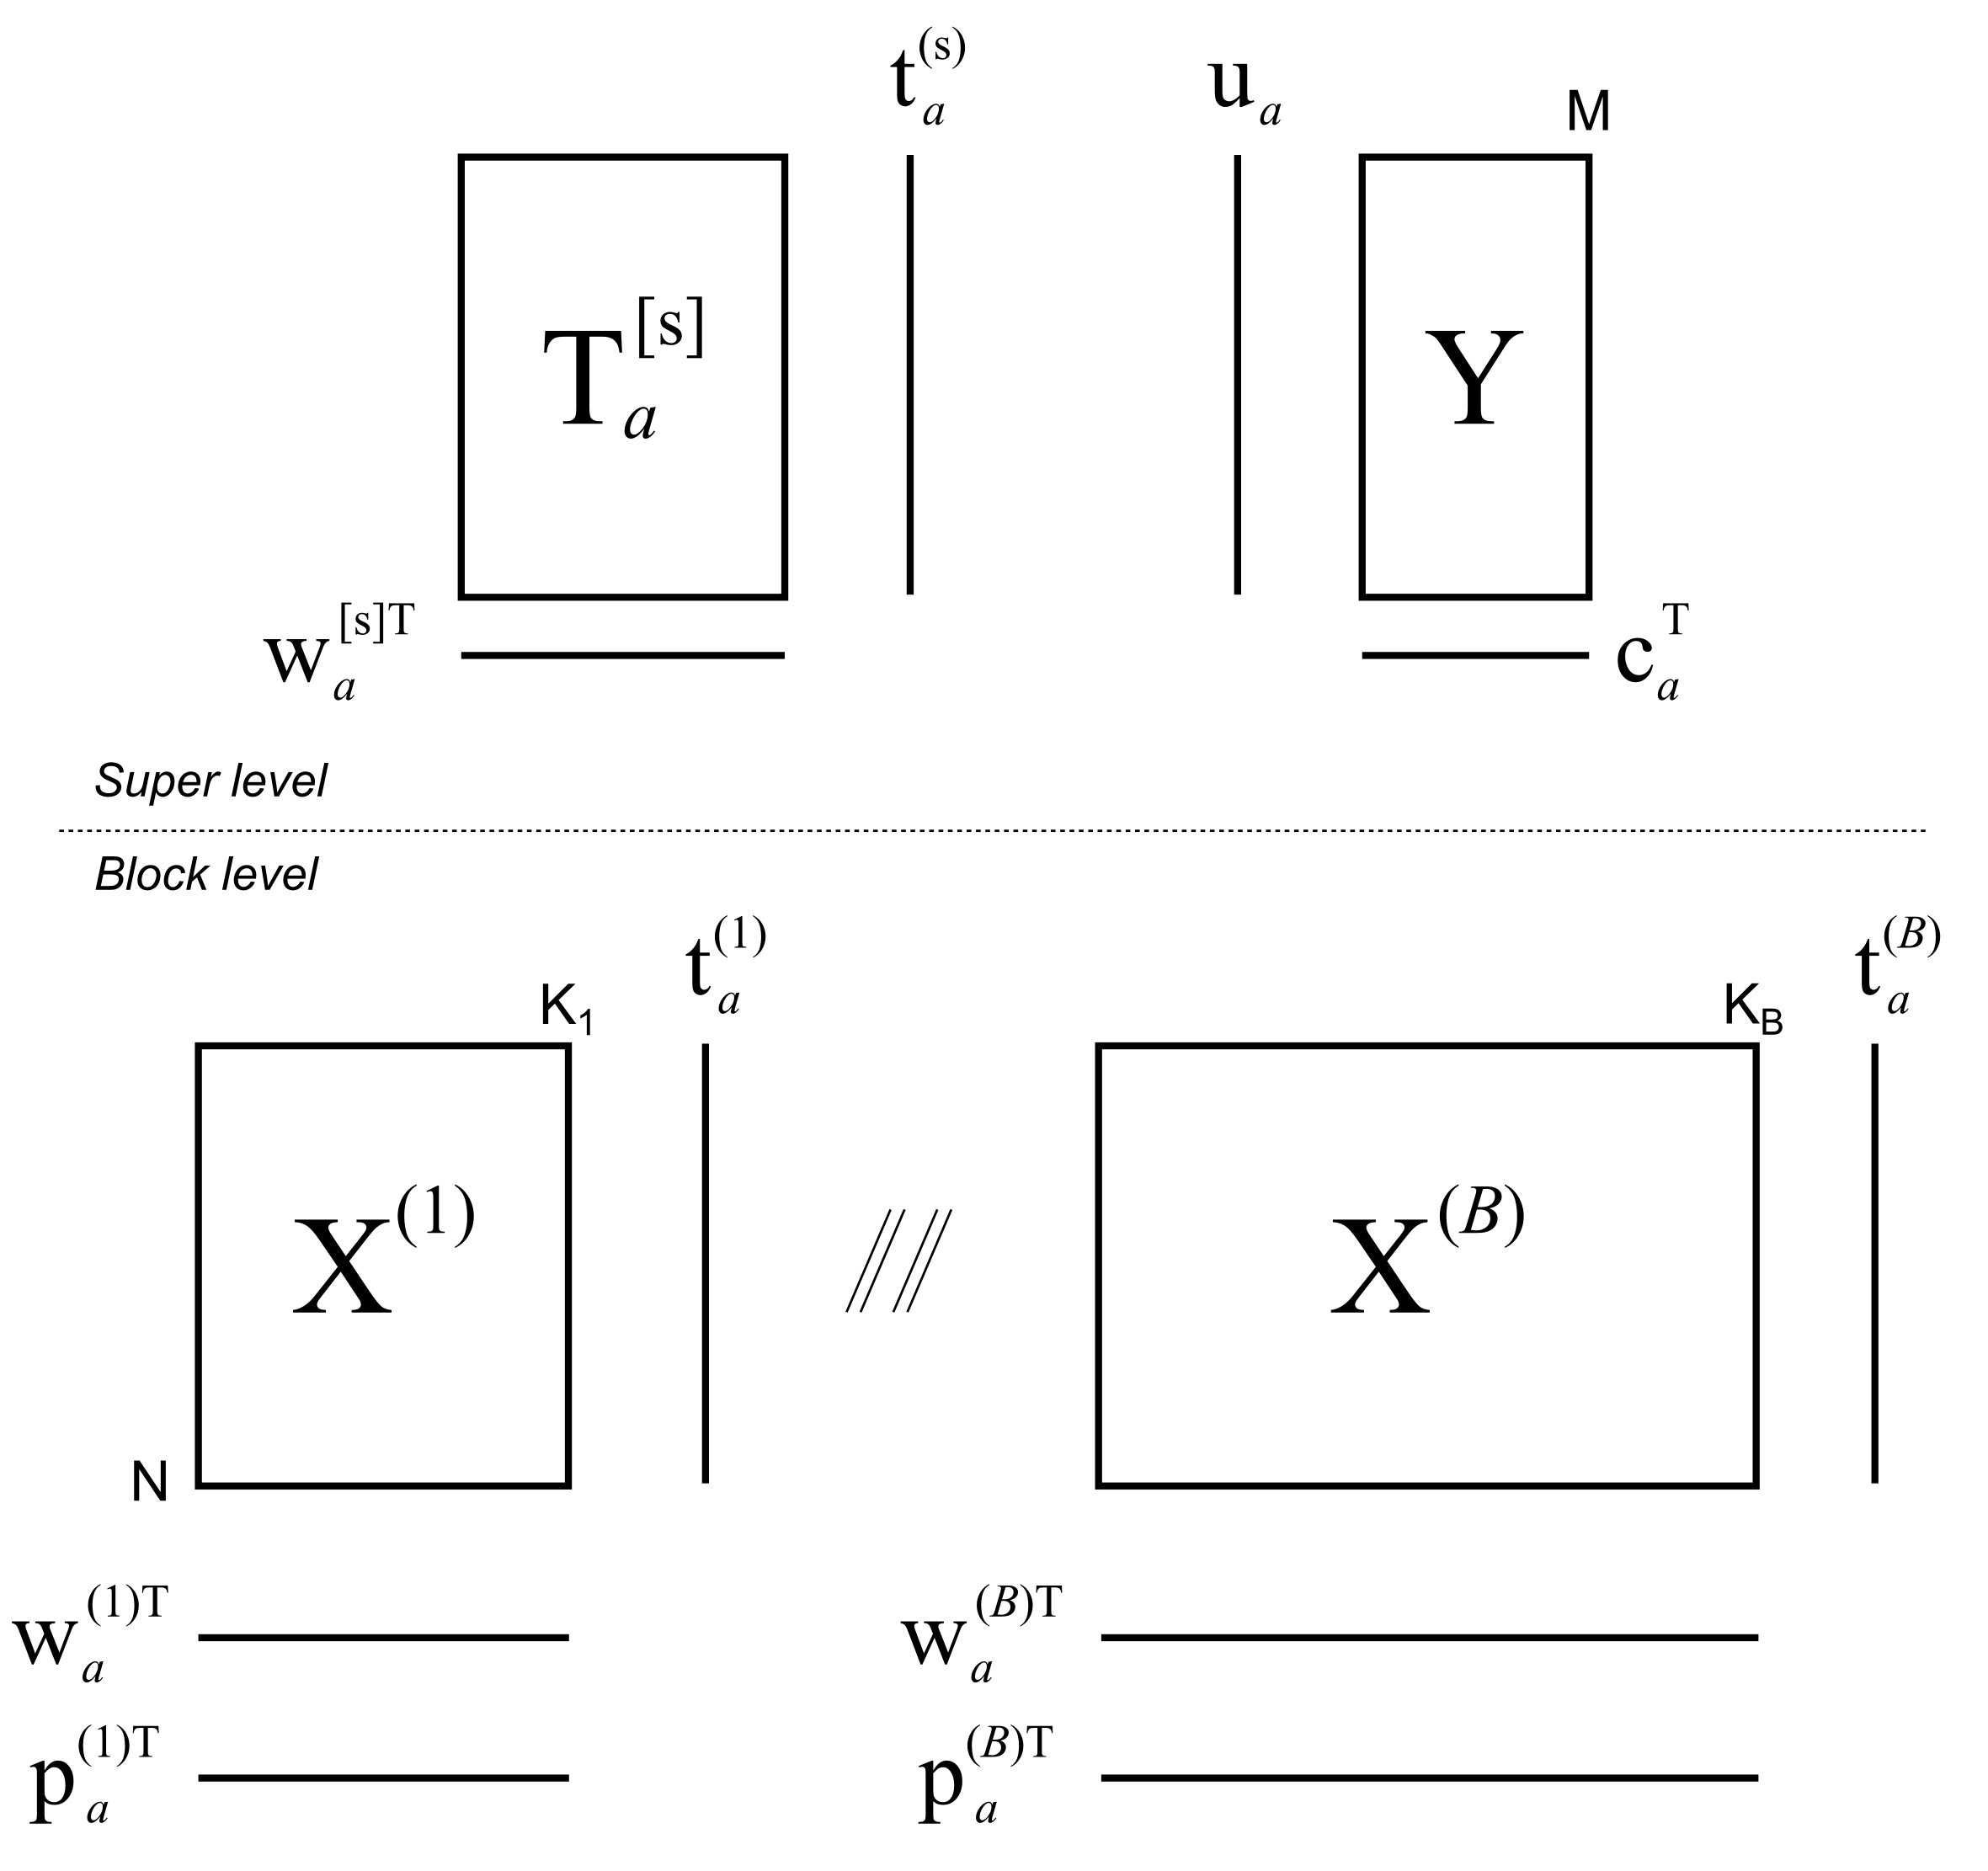 t_a^(s) u_a M
T_a^[s] Y
w_a^[s]T c_a^T
Super level
Block level
K_1 t_a^(1) K_B t_a^(B)
X^(1) X^(B)
N
w_a^(1)T w_a^(B)T
p_a^(1)T p_a^(B)T